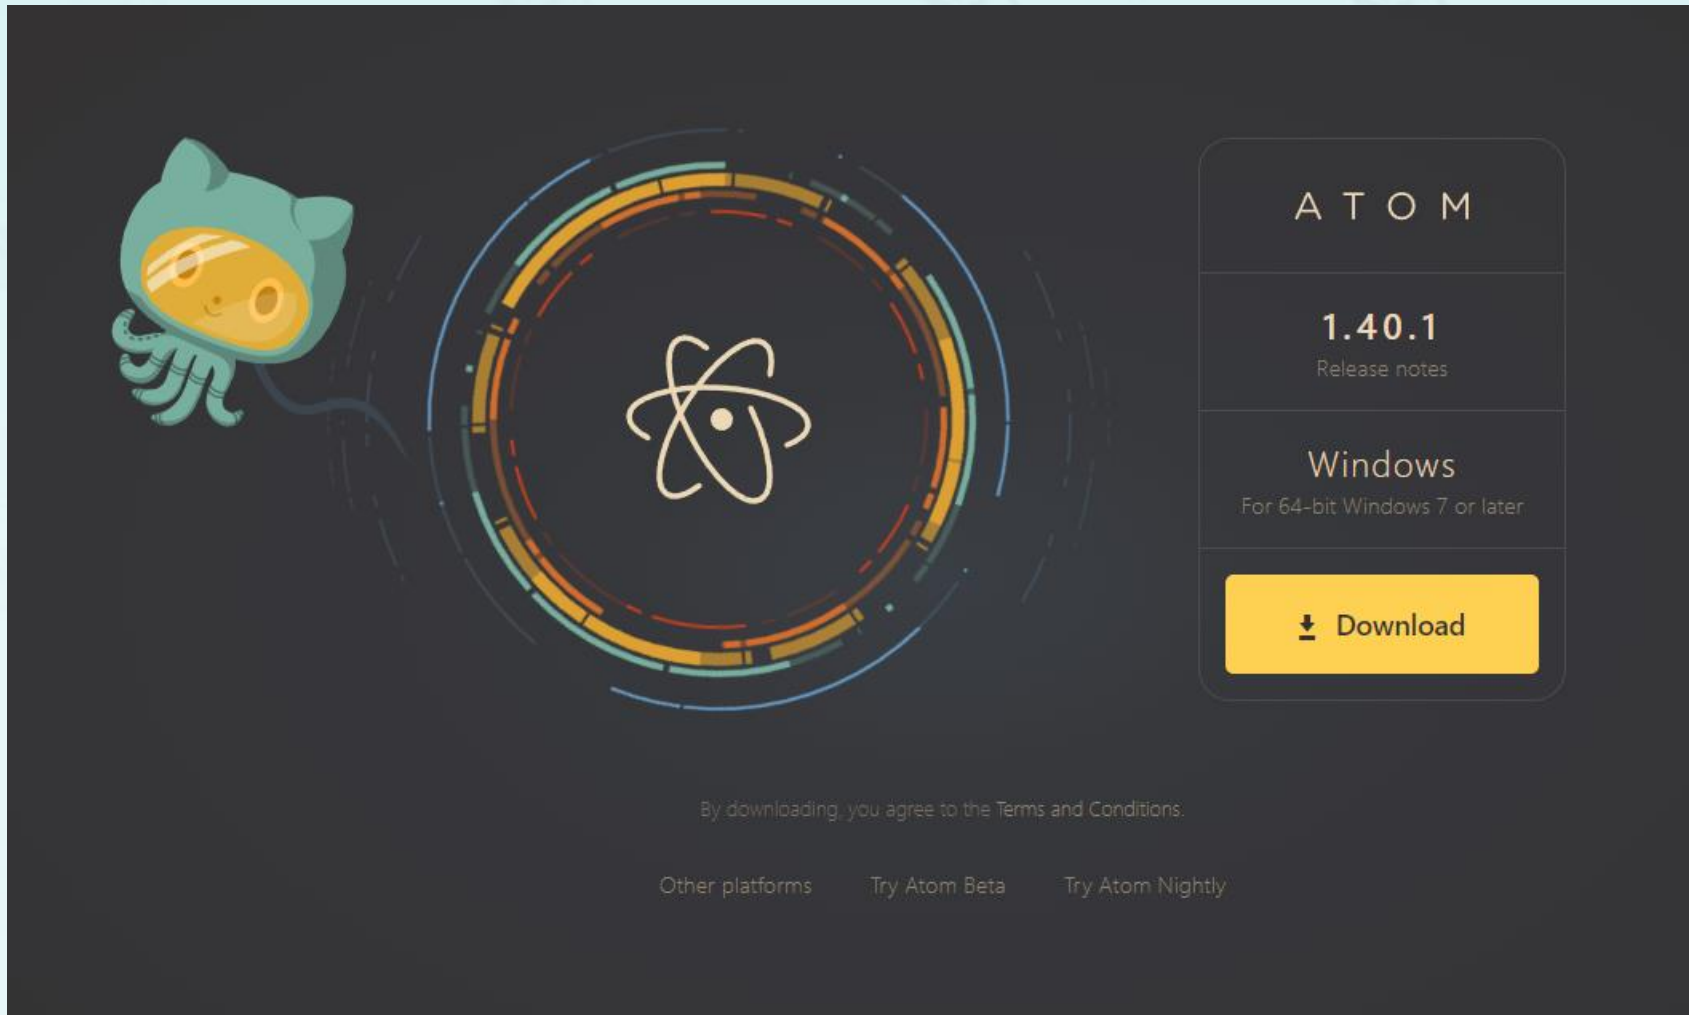 ATOM
1.40.1
Release notes
Windows
For 64-bit Windows 7 or later
Download
By downloading, you agree to the Terms and Conditions.
Other platforms Try Atom Beta Try Atom Nightly